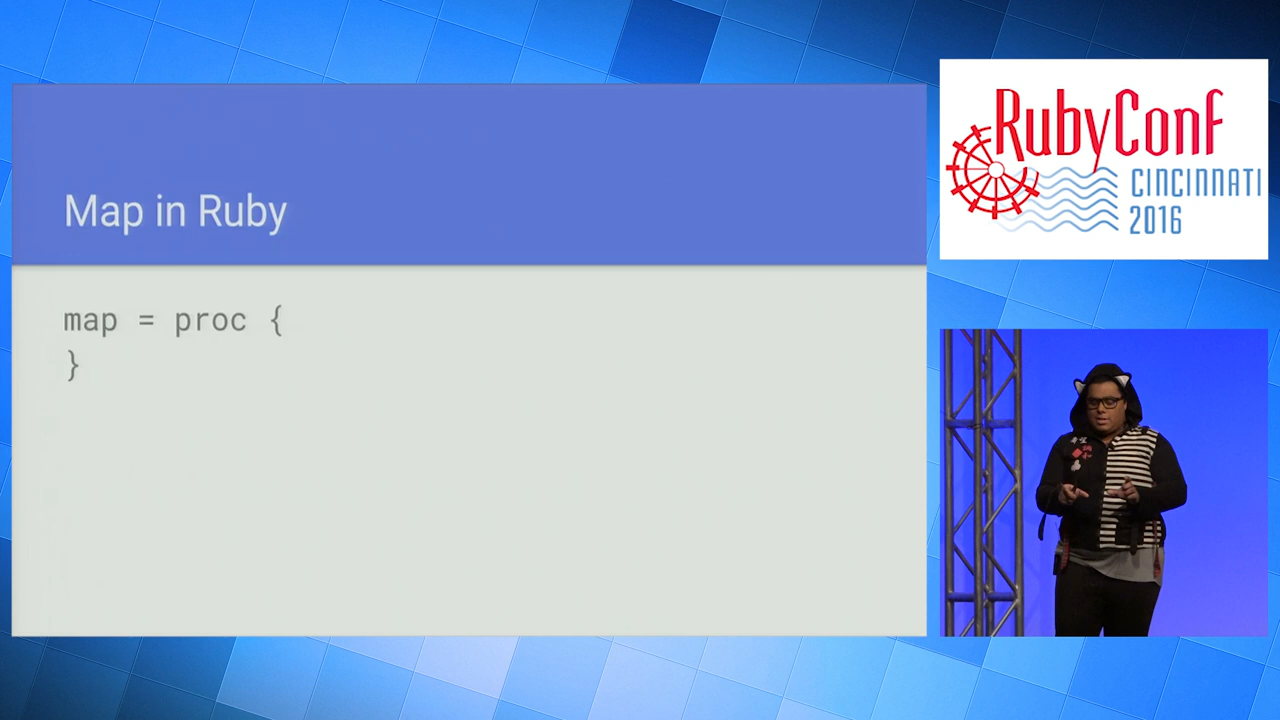 Map in Ruby
map = proc {
}
RubyConf
CINCINNATI
2016